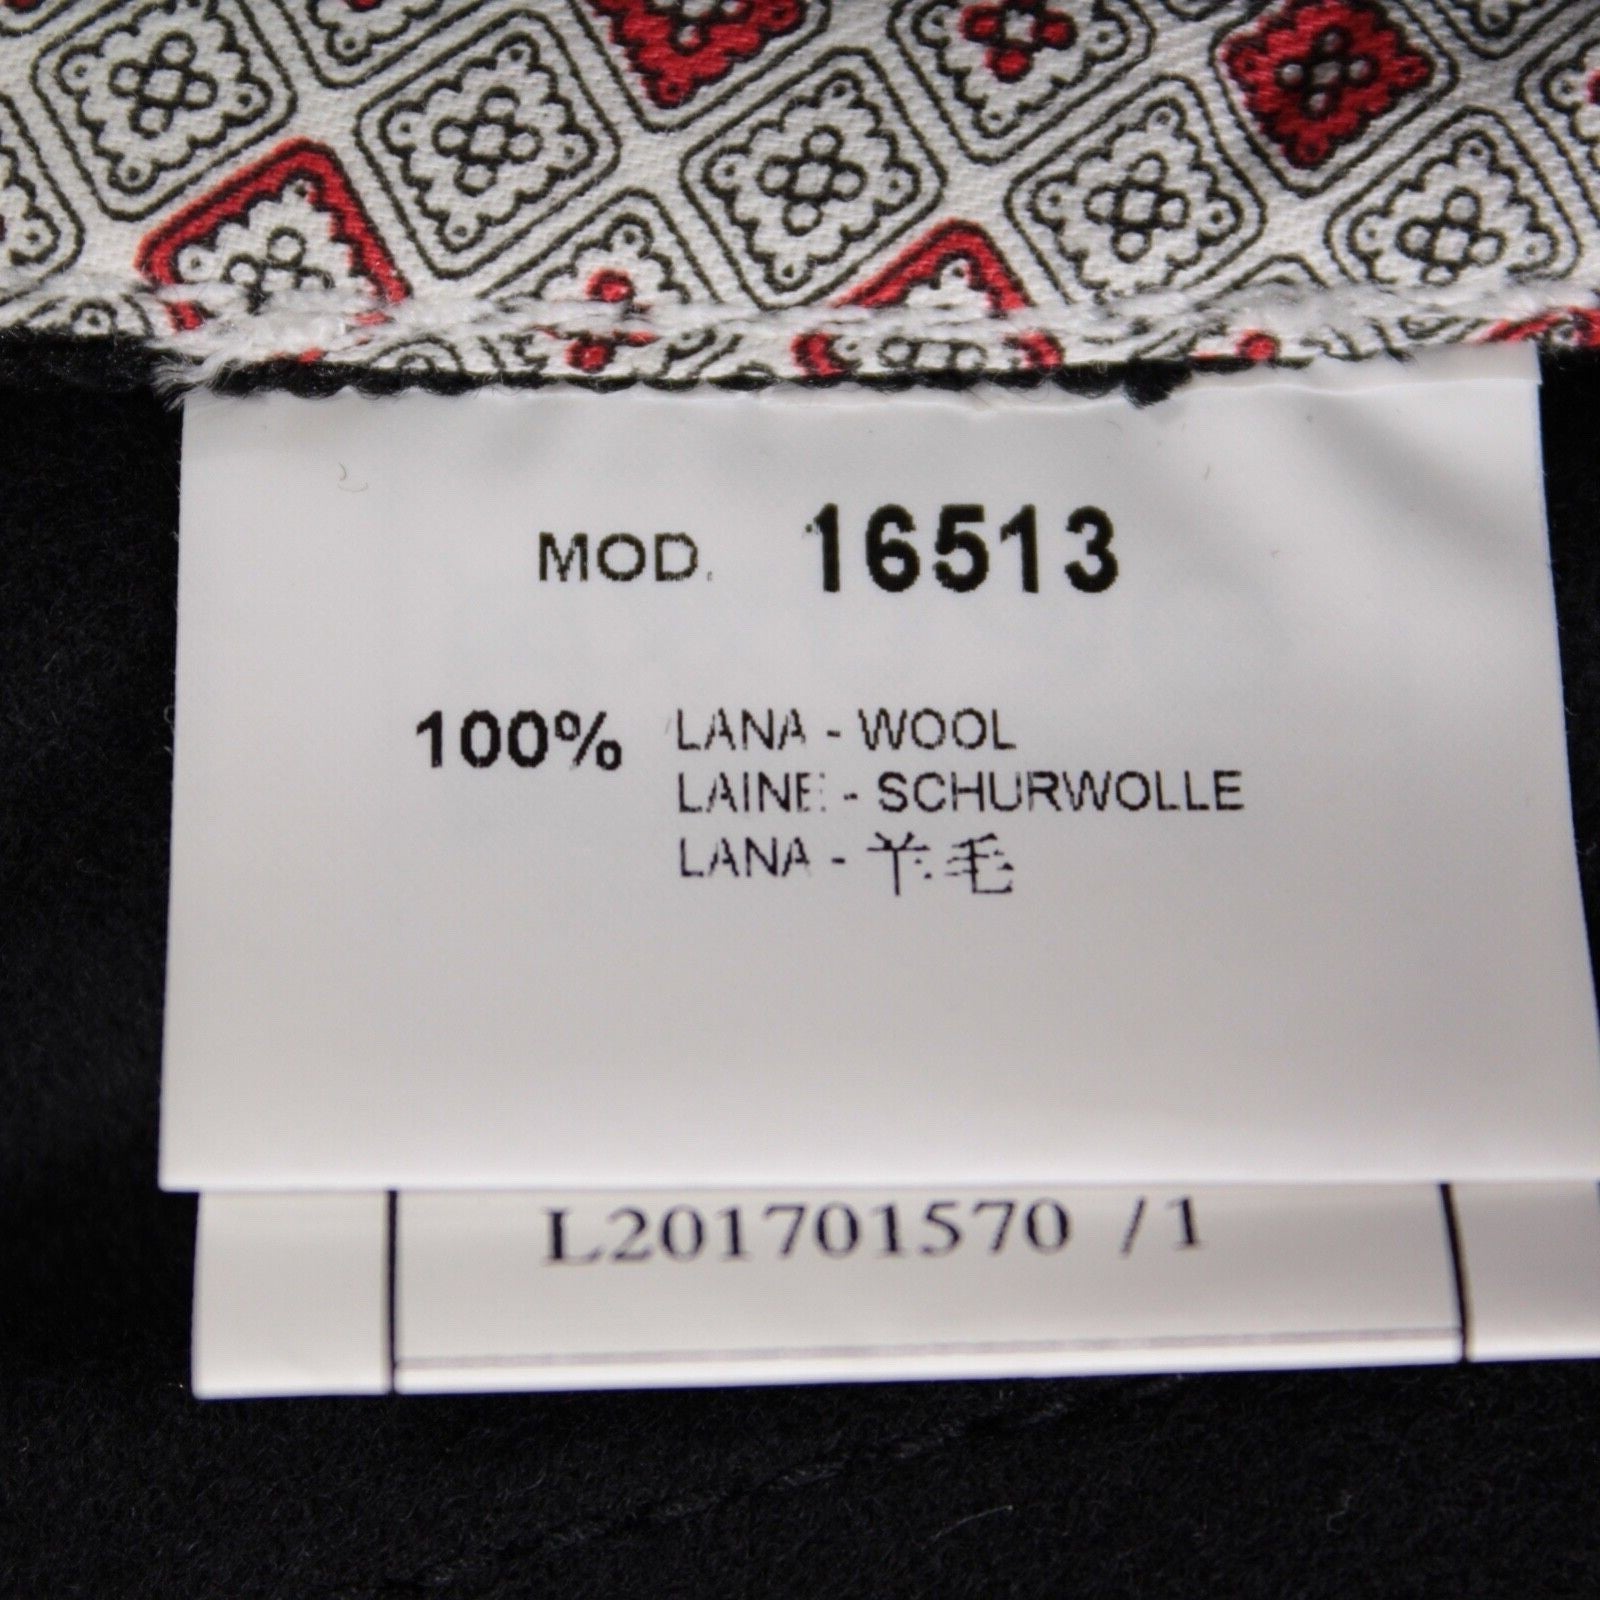 MOD. 16513
100% LANA - WOOL
LAINE - SCHURWOLLE
LANA - 羊毛
L201701570 /1